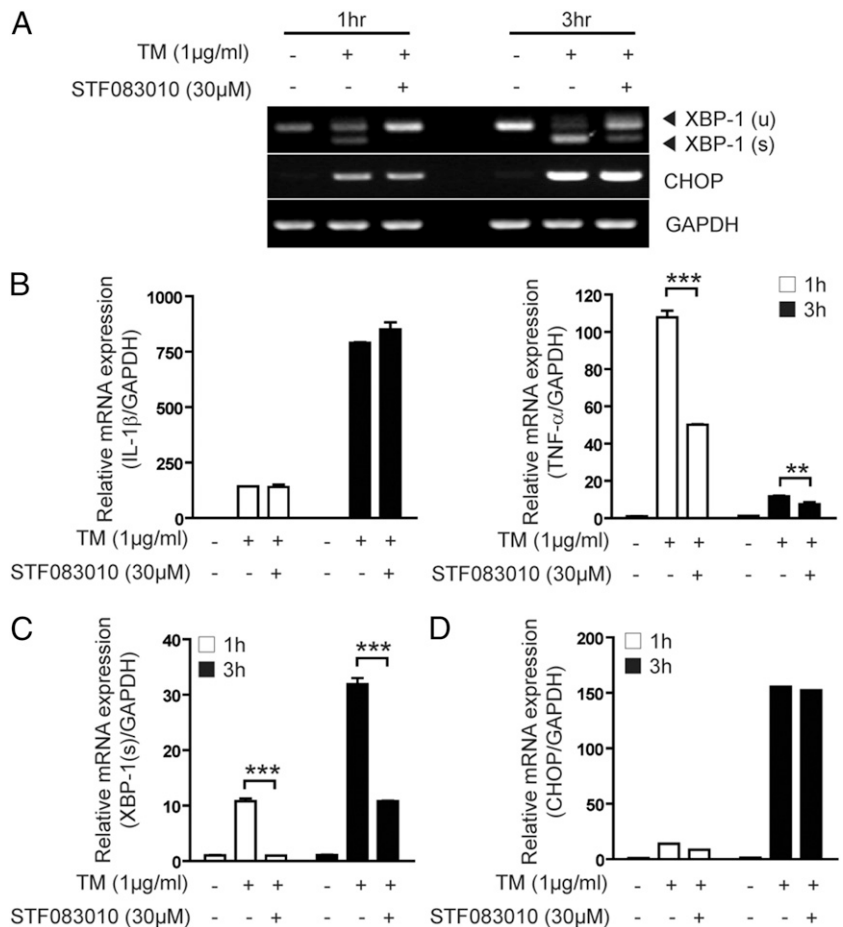 A
1hr 3hr
TM (1µg/ml) - + + - + +
STF083010 (30µM) - - + - - +
XBP-1 (u)
XBP-1 (s)
CHOP
GAPDH
B
Relative mRNA expression
(IL-1β/GAPDH)
1000
750
500
250
0
TM (1µg/ml) - + + - + +
STF083010 (30µM) - - + - - +
Relative mRNA expression
(TNF-α/GAPDH)
120
100
80
60
40
20
0
***
**
1h
3h
TM (1µg/ml) - + + - + +
STF083010 (30µM) - - + - - +
C
Relative mRNA expression
(XBP-1(s)/GAPDH)
40
30
20
10
0
1h
3h
***
***
TM (1µg/ml) - + + - + +
STF083010 (30µM) - - + - - +
D
Relative mRNA expression
(CHOP/GAPDH)
200
150
100
50
0
1h
3h
TM (1µg/ml) - + + - + +
STF083010 (30µM) - - + - - +